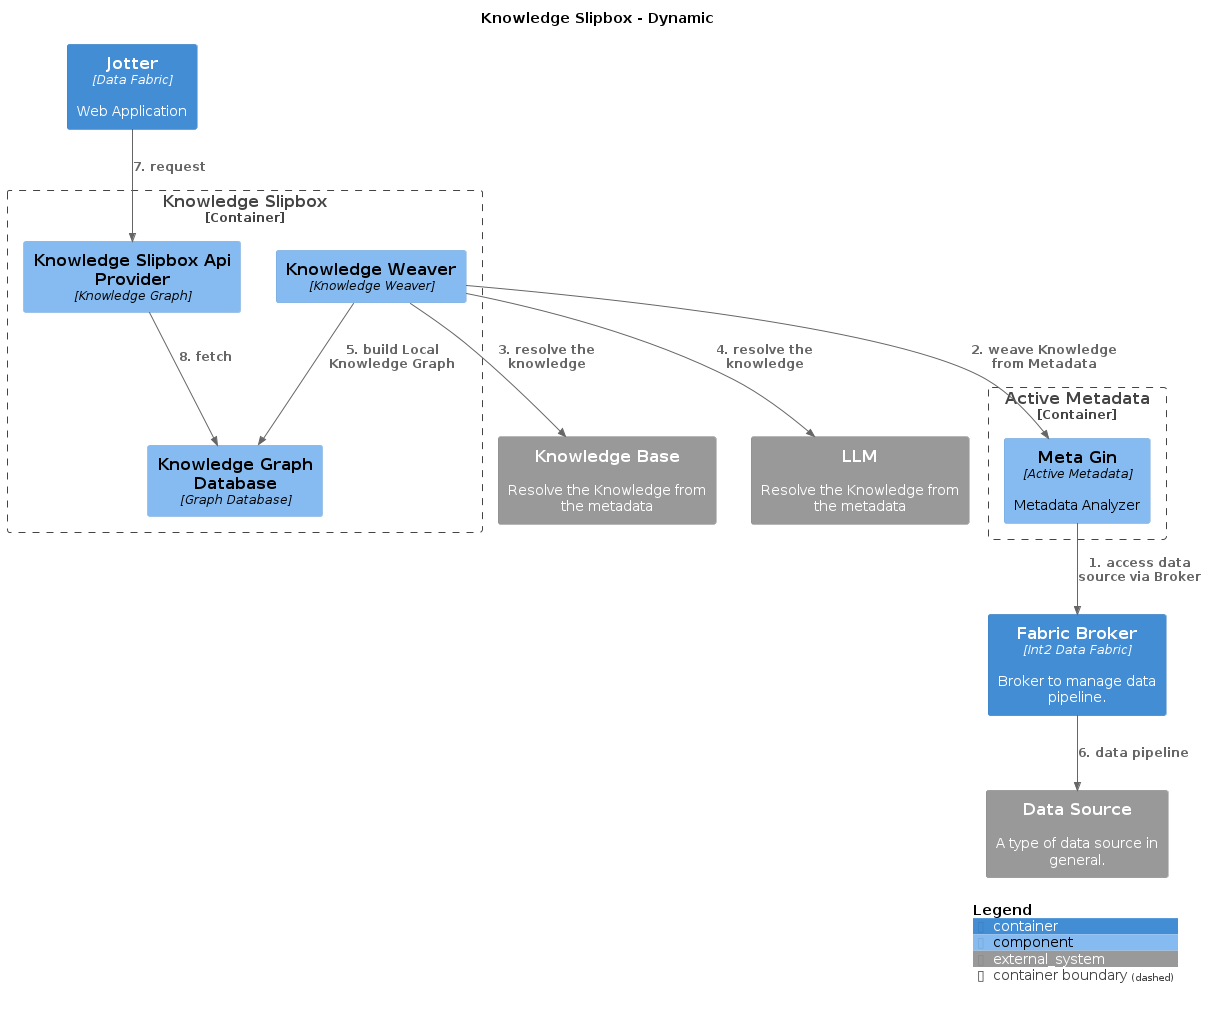 Knowledge Slipbox - Dynamic
Jotter
[Data Fabric]
Web Application
7. request
Knowledge Slipbox
[Container]
Knowledge Slipbox Api
Provider
[Knowledge Graph]
Knowledge Weaver
[Knowledge Weaver]
8. fetch
5. build Local
Knowledge Graph
3. resolve the
knowledge
4. resolve the
knowledge
2. weave Knowledge
from Metadata
Active Metadata
[Container]
Knowledge Graph
Database
[Graph Database]
Knowledge Base
Resolve the Knowledge from
the metadata
LLM
Resolve the Knowledge from
the metadata
Meta Gin
[Active Metadata]
Metadata Analyzer
1. access data
source via Broker
Fabric Broker
[Int2 Data Fabric]
Broker to manage data
pipeline.
6. data pipeline
Data Source
A type of data source in
general.
Legend
container
component
external_system
container boundary (dashed)